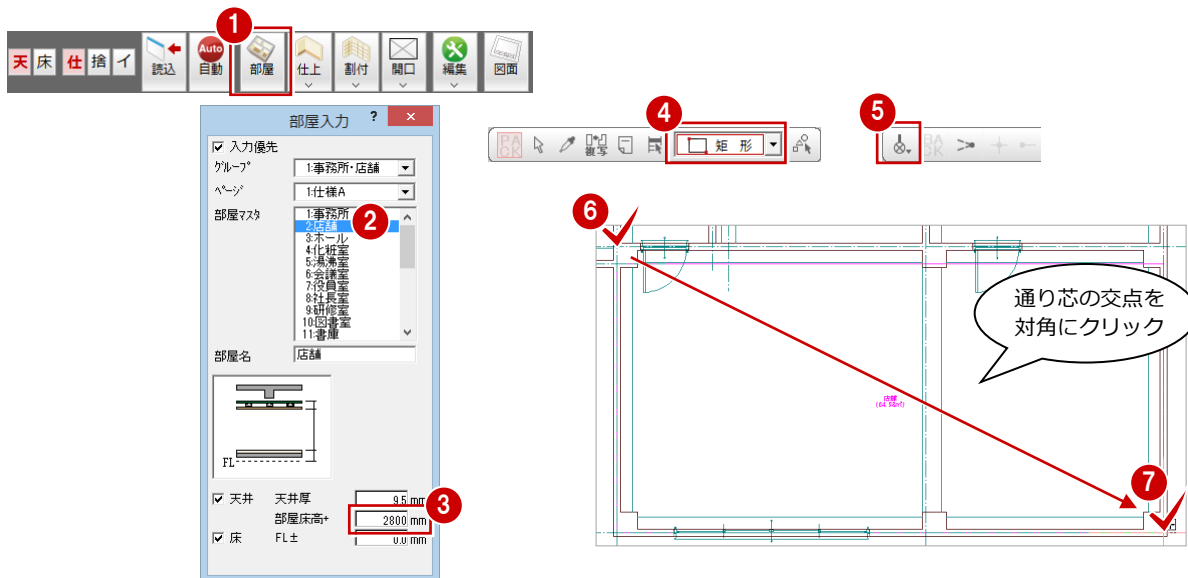 1
天 床 仕 捨 イ
Auto
読込 自動 部屋 仕上 割付 開口 編集 図面
部屋入力 ? ×
入力優先
ｸﾞﾙｰﾌﾟ 1:事務所・店舗
ﾍﾟｰｼﾞ 1:仕様A
部屋ﾏｽﾀ 1:事務所
2:店舗
2
3:ホール
4:化粧室
5:湯沸室
6:会議室
7:役員室
8:社長室
9:研修室
10:図書室
11:書庫
部屋名 店舗
FL
天井 天井厚 9.5 mm
3
部屋床高+ 2800 mm
床 FL± 0.0 mm
4
複写 矩 形
5
6
通り芯の交点を
対角にクリック
店舗
7